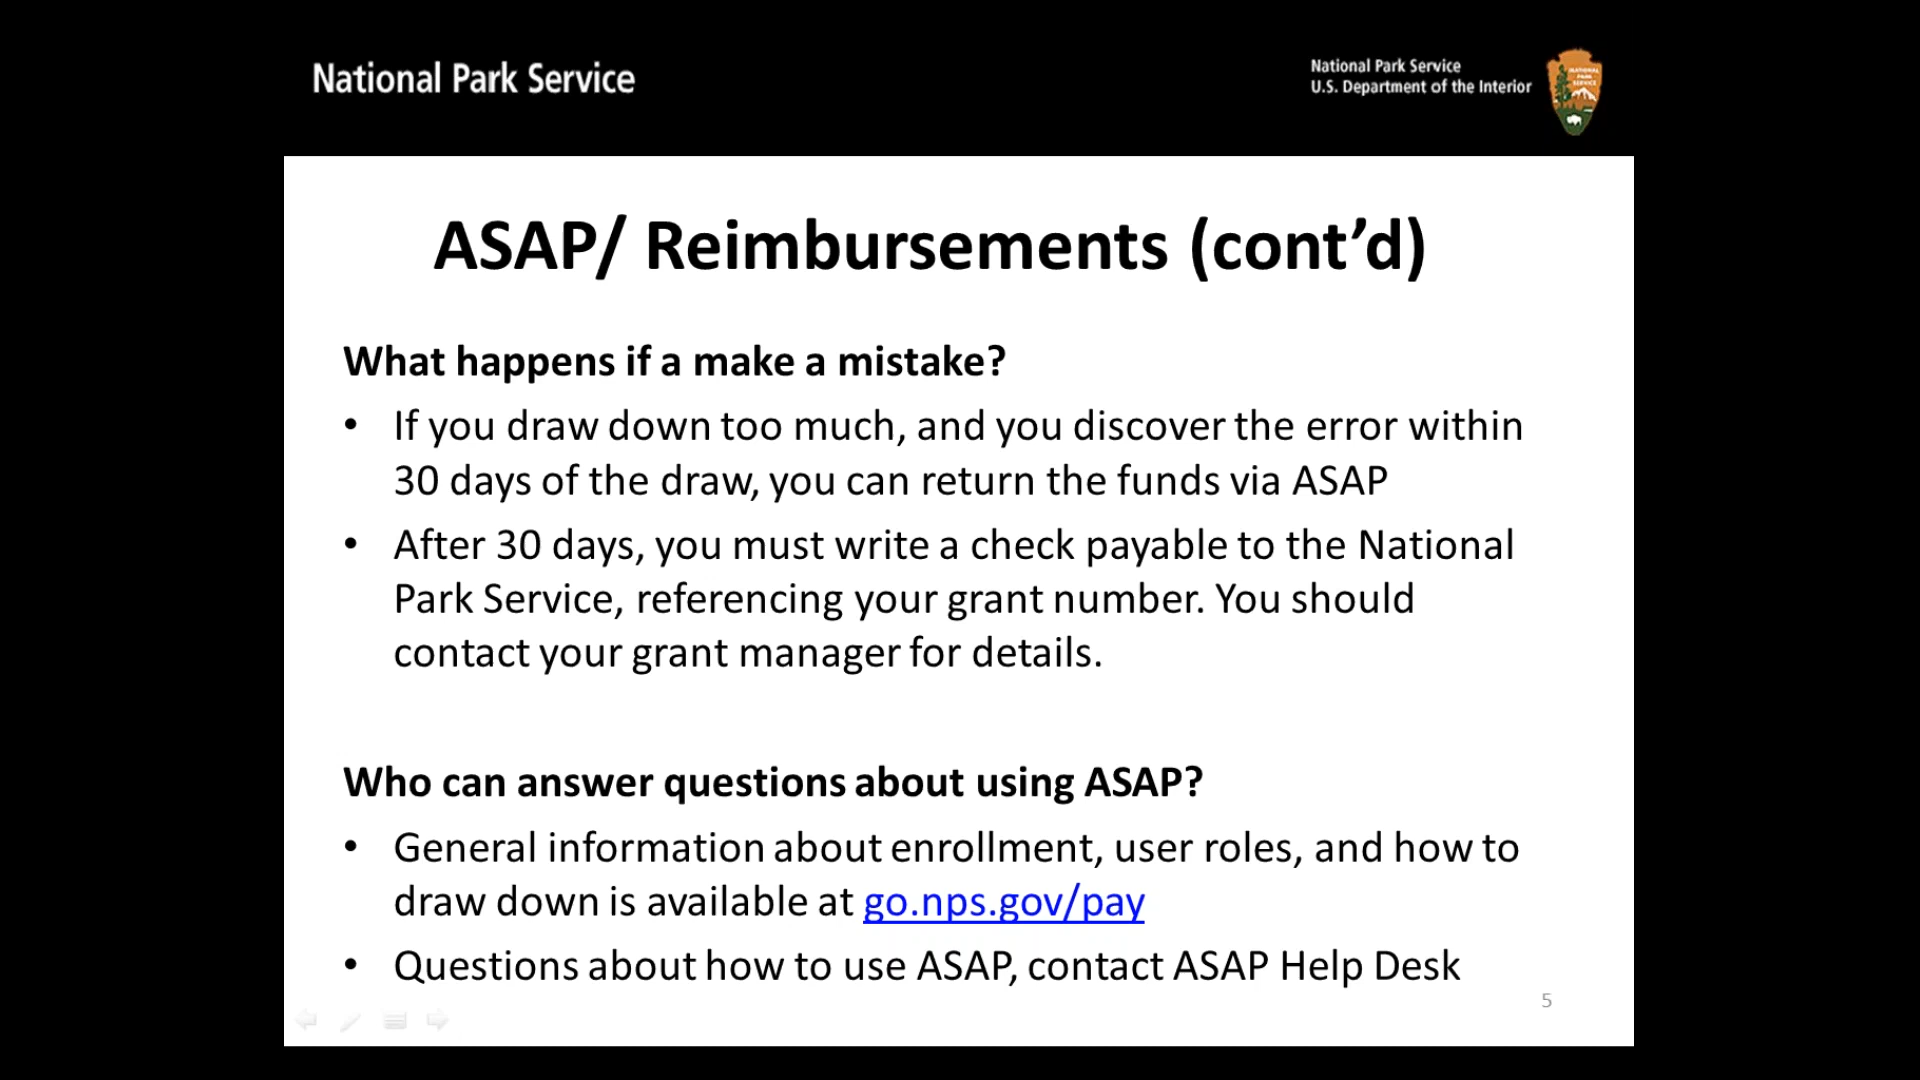 National Park Service
National Park Service
U.S. Department of the Interior
NATIONAL
PARK
SERVICE
ASAP/ Reimbursements (cont’d)
What happens if a make a mistake?
• If you draw down too much, and you discover the error within
30 days of the draw, you can return the funds via ASAP
• After 30 days, you must write a check payable to the National
Park Service, referencing your grant number. You should
contact your grant manager for details.
Who can answer questions about using ASAP?
• General information about enrollment, user roles, and how to
draw down is available at go.nps.gov/pay
• Questions about how to use ASAP, contact ASAP Help Desk
5